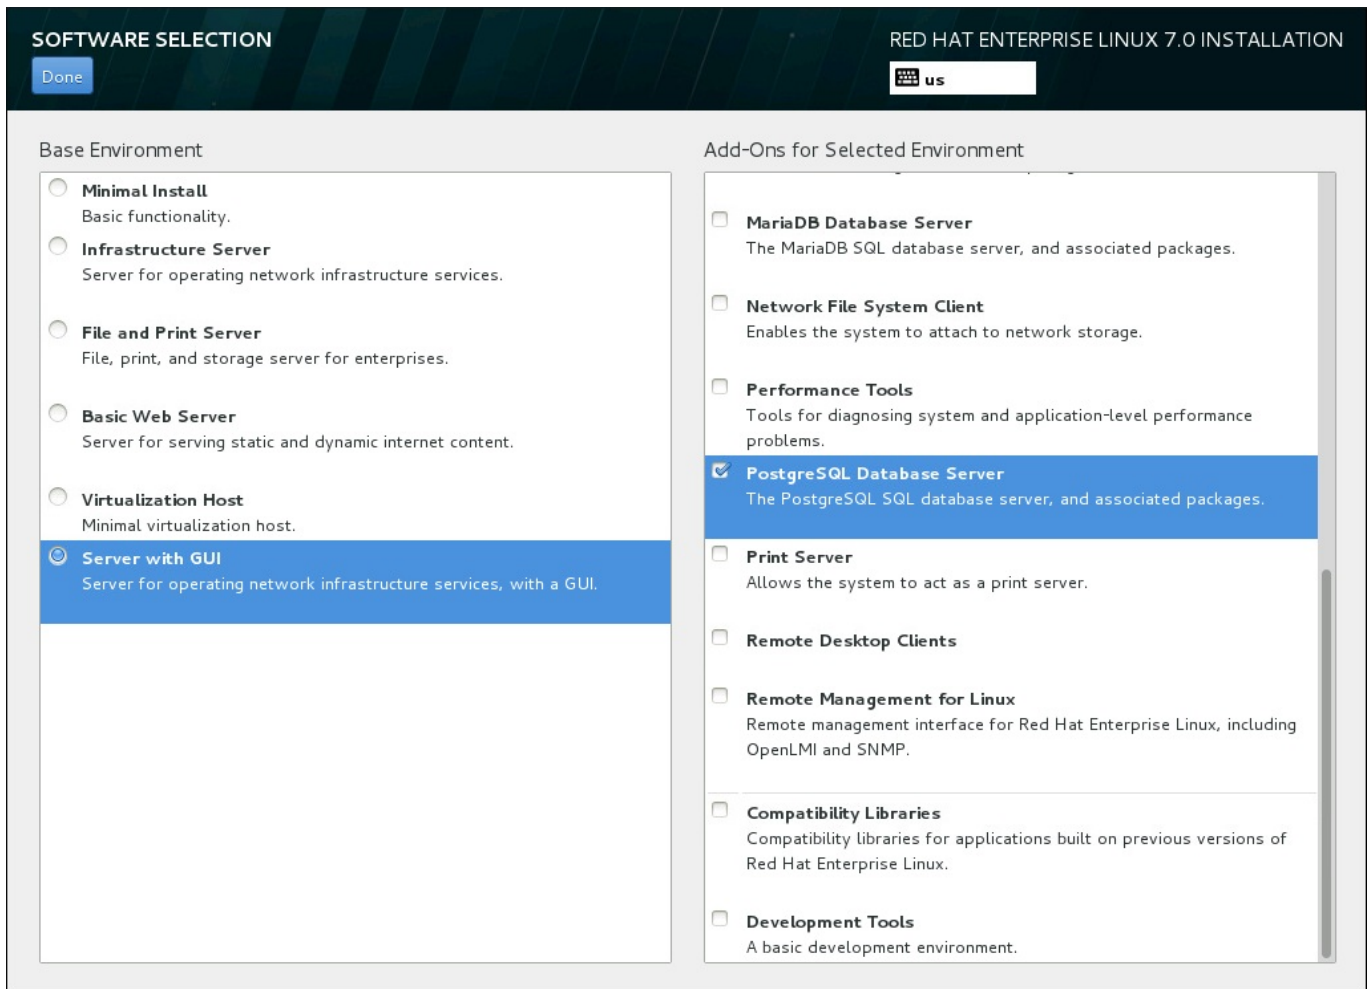 SOFTWARE SELECTION
RED HAT ENTERPRISE LINUX 7.0 INSTALLATION
Done
us
Base Environment
Minimal Install
Basic functionality.
Infrastructure Server
Server for operating network infrastructure services.
File and Print Server
File, print, and storage server for enterprises.
Basic Web Server
Server for serving static and dynamic internet content.
Virtualization Host
Minimal virtualization host.
Server with GUI
Server for operating network infrastructure services, with a GUI.
Add-Ons for Selected Environment
MariaDB Database Server
The MariaDB SQL database server, and associated packages.
Network File System Client
Enables the system to attach to network storage.
Performance Tools
Tools for diagnosing system and application-level performance
problems.
PostgreSQL Database Server
The PostgreSQL SQL database server, and associated packages.
Print Server
Allows the system to act as a print server.
Remote Desktop Clients
Remote Management for Linux
Remote management interface for Red Hat Enterprise Linux, including
OpenLMI and SNMP.
Compatibility Libraries
Compatibility libraries for applications built on previous versions of
Red Hat Enterprise Linux.
Development Tools
A basic development environment.